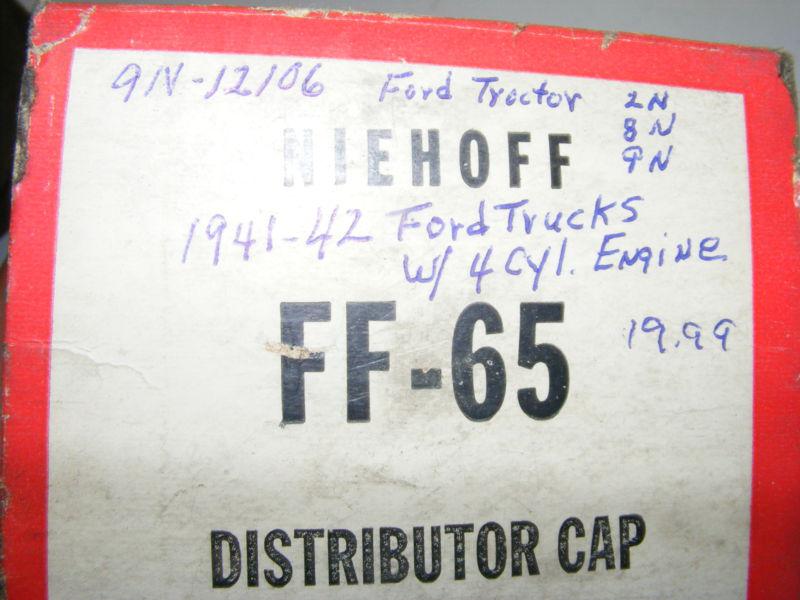 9N-12106 Ford Tractor 2N
8N
9N
NIEHOFF
1941-42 Ford Trucks
w/ 4 Cyl. Engine
19.99
FF-65
DISTRIBUTOR CAP